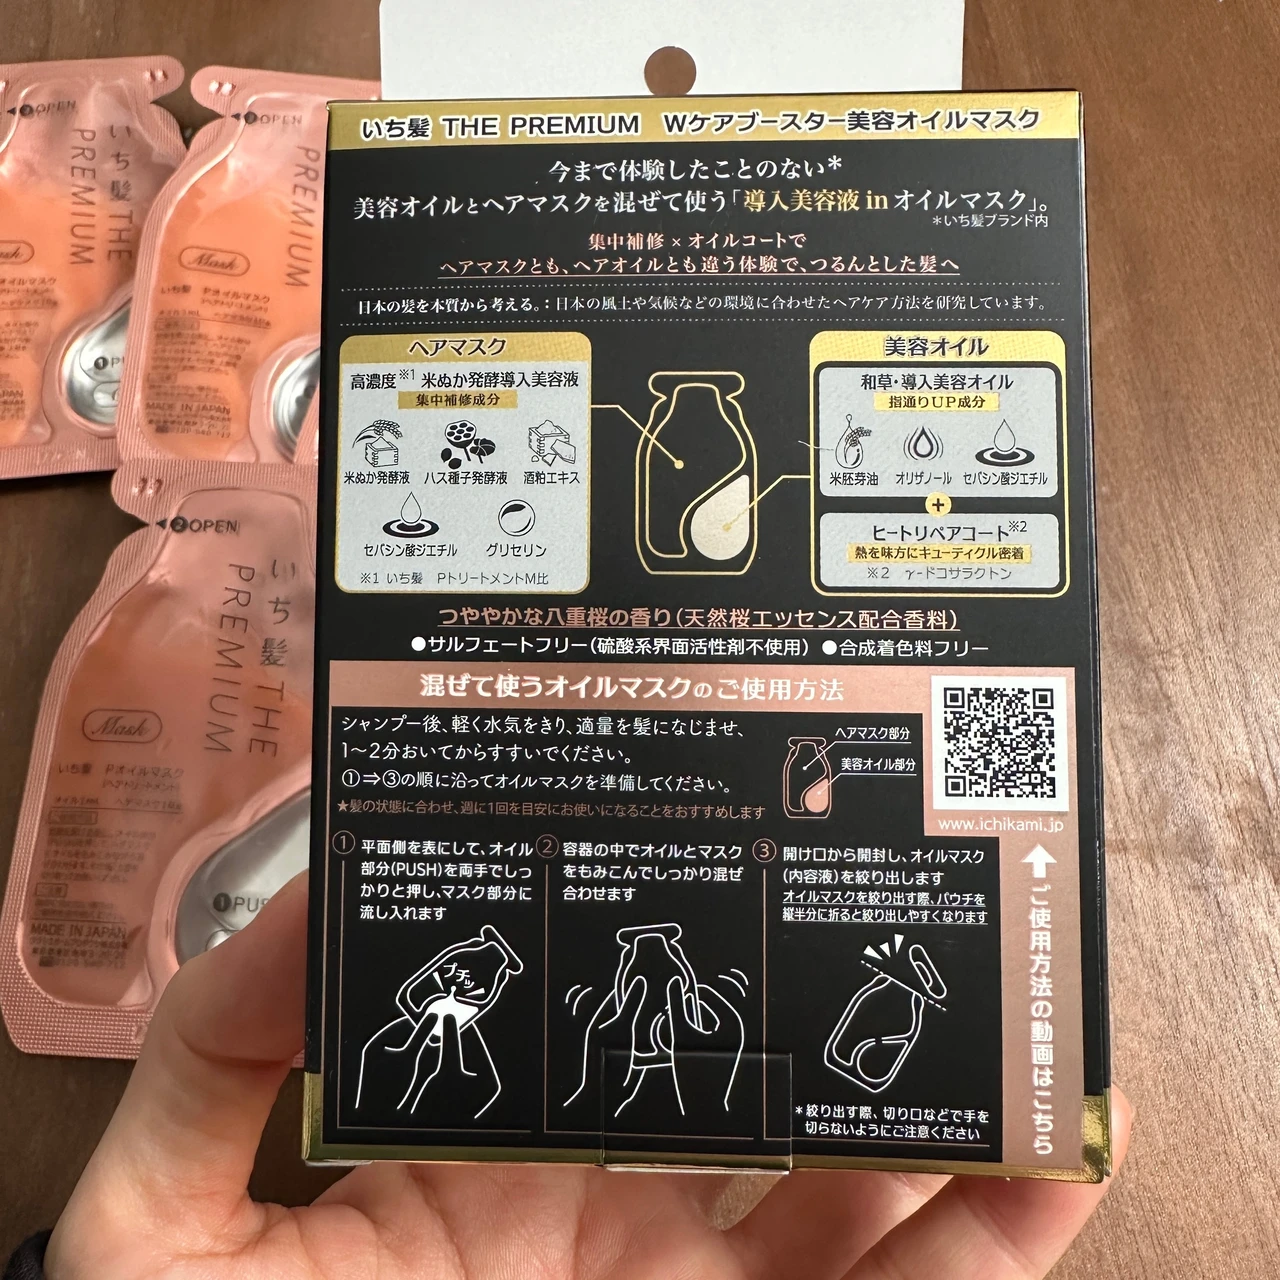 いち髪 THE PREMIUM Wケアブースター美容オイルマスク
今まで体験したことのない*
美容オイルとヘアマスクを混ぜて使う「導入美容液inオイルマスク」。
*いち髪ブランド内
集中補修×オイルコートで
ヘアマスクとも、ヘアオイルとも違う体験で、つるんとした髪へ
日本の髪を本質から考える。:日本の風土や気候などの環境に合わせたヘアケア方法を研究しています。
ヘアマスク
高濃度※1 米ぬか発酵導入美容液
集中補修成分
米ぬか発酵液 ハス種子発酵液 酒粕エキス
セバシン酸ジエチル グリセリン
※1 いち髪 PトリートメントM比
美容オイル
和草・導入美容オイル
指通りUP成分
米胚芽油 オリザノール セバシン酸ジエチル
+
ヒートリペアコート※2
熱を味方にキューティクル密着
※2 γ-ドコサラクトン
つややかな八重桜の香り(天然桜エッセンス配合香料)
●サルフェートフリー(硫酸系界面活性剤不使用) ●合成着色料フリー
混ぜて使うオイルマスクのご使用方法
シャンプー後、軽く水気をきり、適量を髪になじませ、
1〜2分おいてからすすいでください。
①⇒③の順に沿ってオイルマスクを準備してください。
★髪の状態に合わせ、週に1回を目安にお使いになることをおすすめします
ヘアマスク部分
美容オイル部分
www.ichikami.jp
ご使用方法の動画はこちら
① 平面側を表にして、オイル
部分(PUSH)を両手でしっ
かりと押し、マスク部分に
流し入れます
プチッ
② 容器の中でオイルとマスク
をもみこんでしっかり混ぜ
合わせます
③ 開け口から開封し、オイルマスク
(内容液)を絞り出します
オイルマスクを絞り出す際、パウチを
縦半分に折ると絞り出しやすくなります
*絞り出す際、切り口などで手を
切らないようにご注意ください
◀②OPEN
いち髪 THE
PREMIUM
Mask
①PU
OPEN
PREMIUM
Mask
いち髪 Pオイルマスク
MADE IN JAPAN
◀②OPEN
いち髪 THE
PREMIUM
Mask
いち髪 Pオイルマスク
(ヘアトリートメント)
①PUS
MADE IN JAPAN